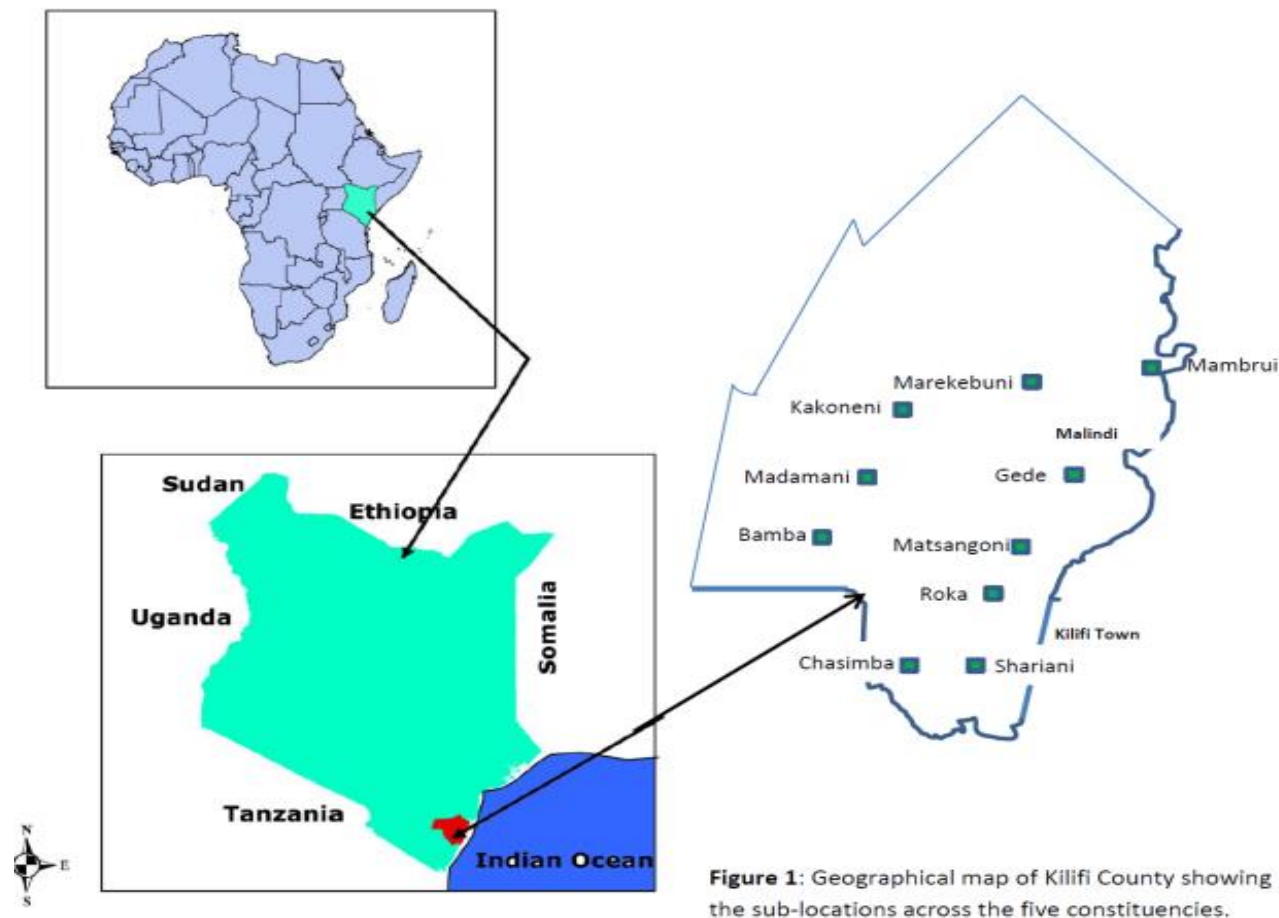 Sudan
Ethiopia
Uganda
Somalia
Tanzania
Indian Ocean
N
E
S
Mambrui
Marekebuni
Kakoneni
Malindi
Madamani
Gede
Bamba
Matsangoni
Roka
Kilifi Town
Chasimba
Shariani
Figure 1: Geographical map of Kilifi County showing
the sub-locations across the five constituencies.